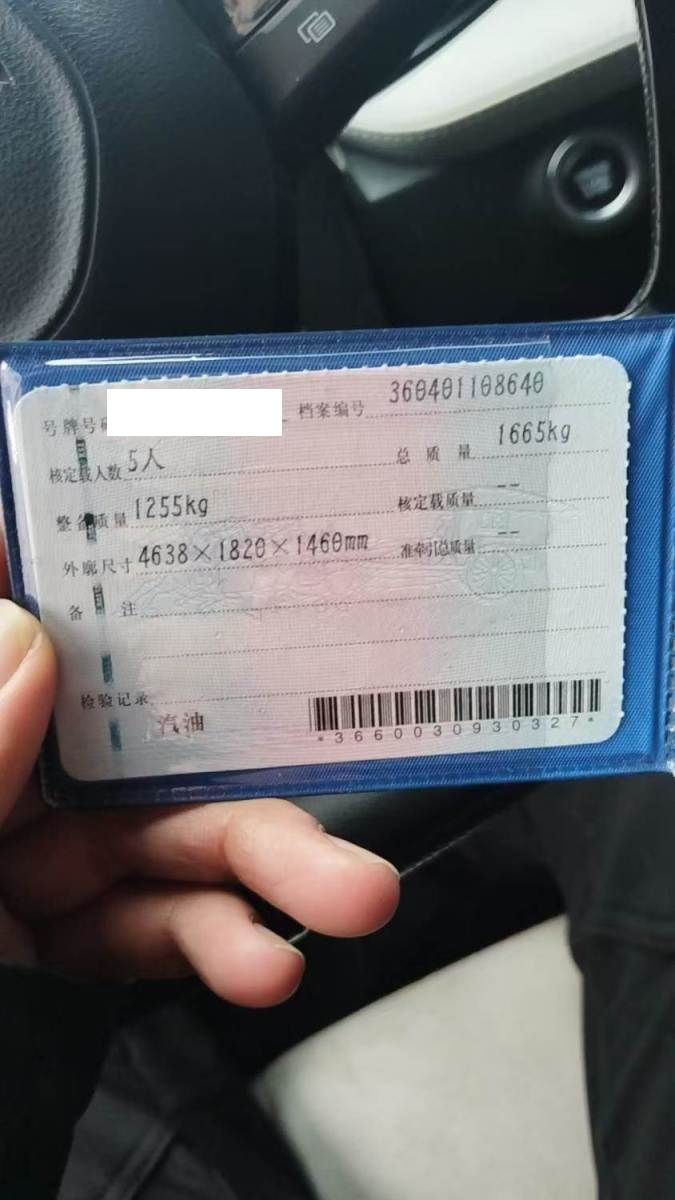 号牌号码 档案编号 360401108640
核定载人数 5人 总质量 1665kg
整备质量 1255kg 核定载质量 --
外廓尺寸 4638×1820×1460mm 准牵引总质量 --
备注
检验记录
汽油
*3660030930327*